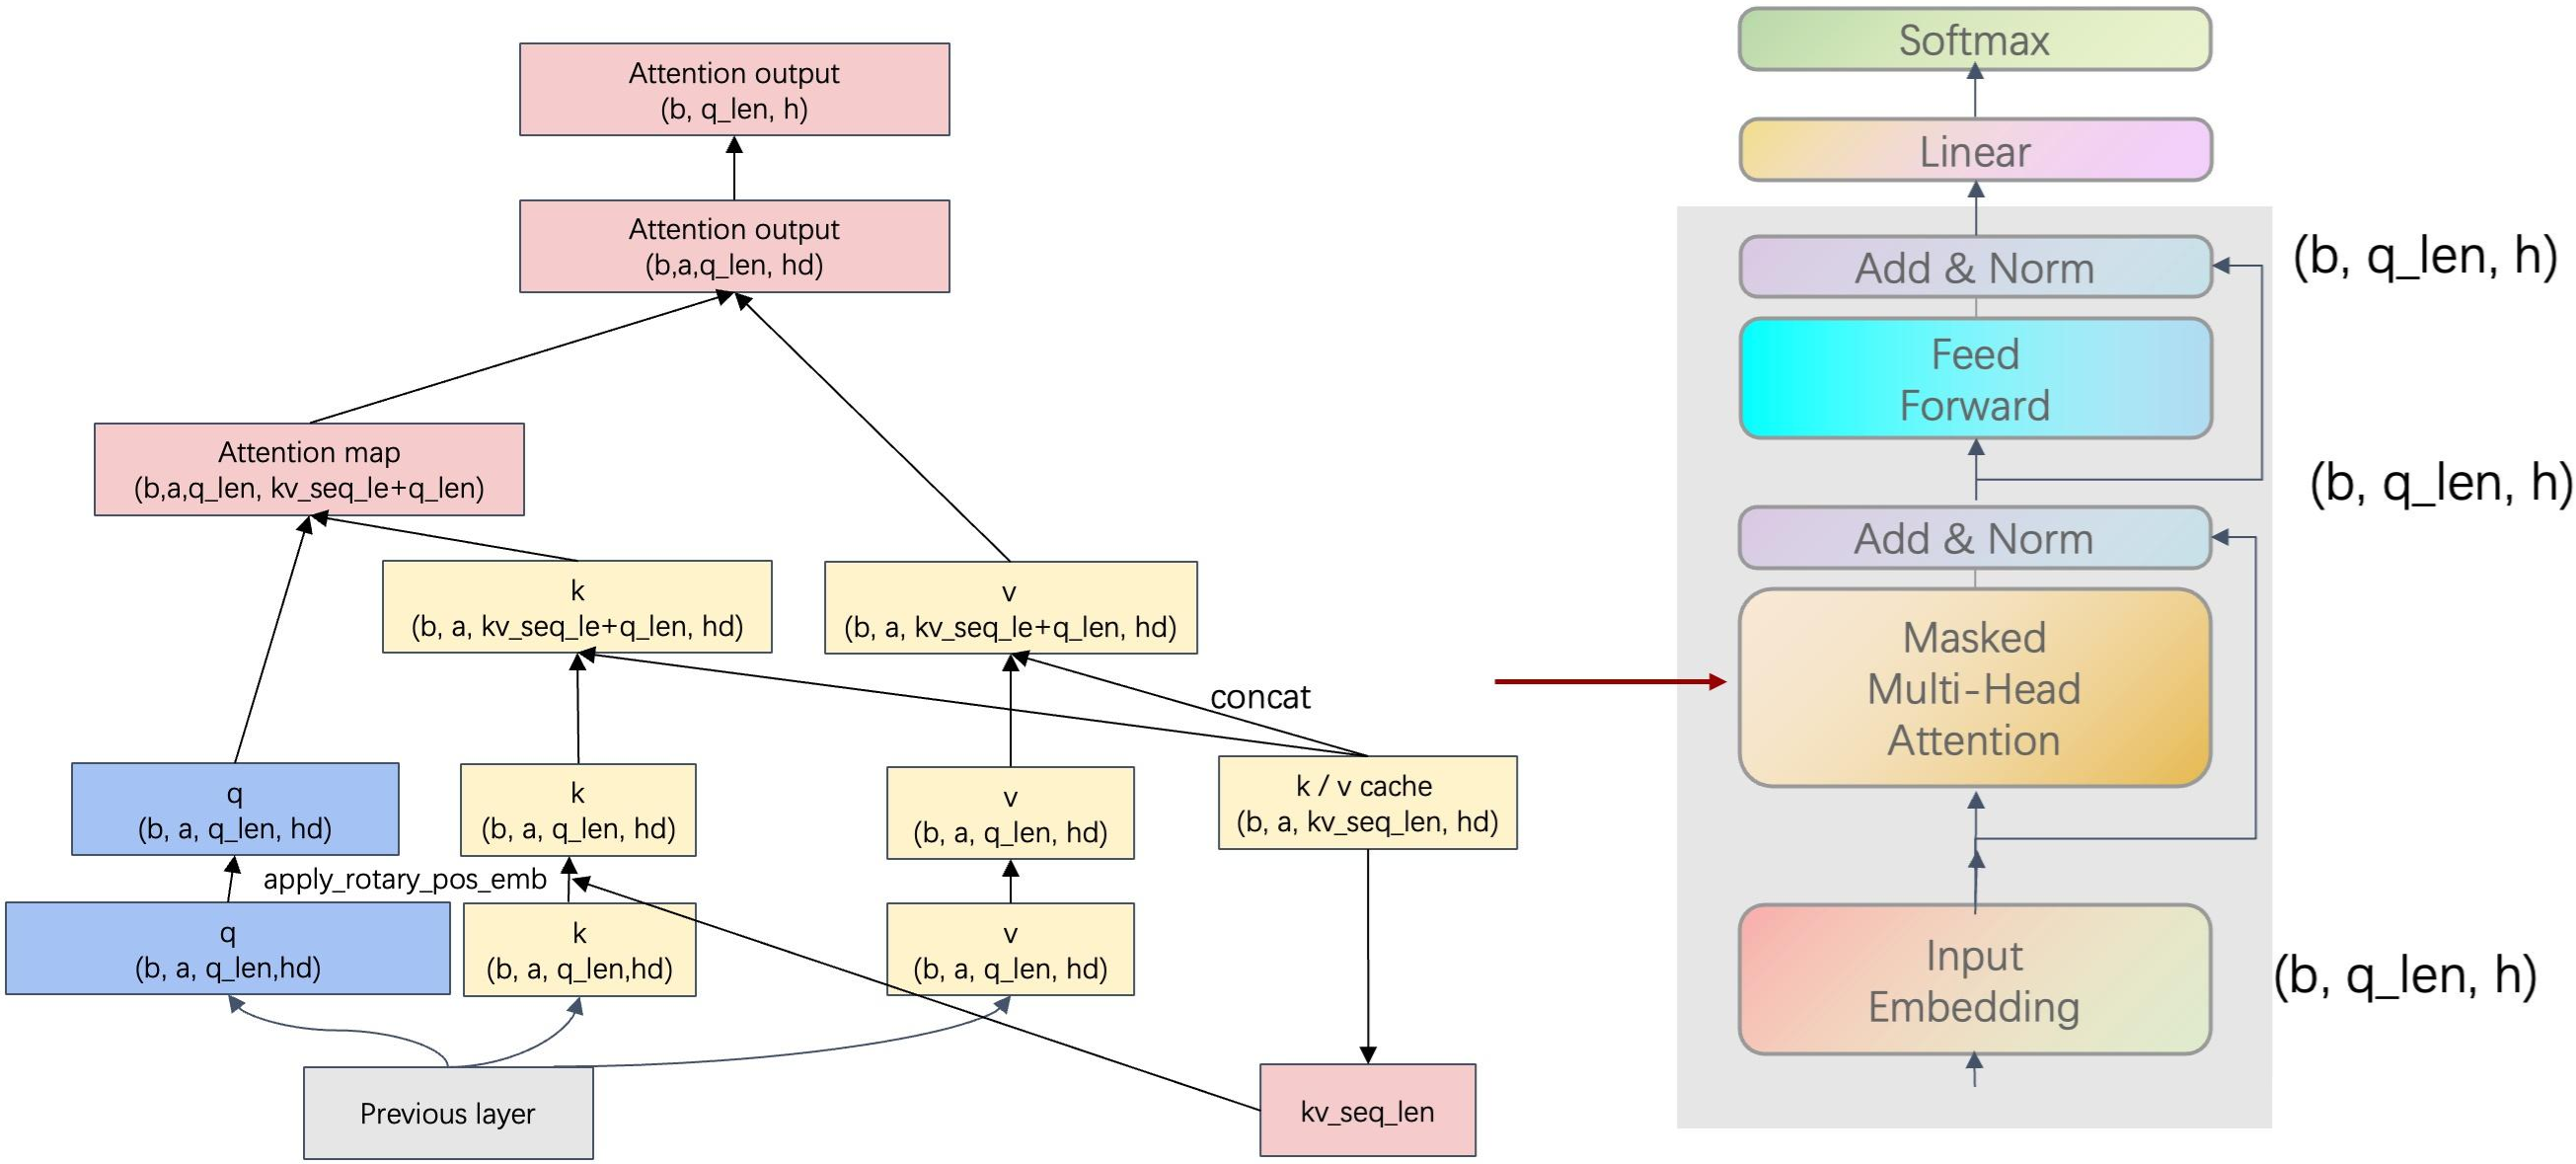 Attention output
(b, q_len, h)
Attention output
(b,a,q_len, hd)
Attention map
(b,a,q_len, kv_seq_le+q_len)
k
(b, a, kv_seq_le+q_len, hd)
v
(b, a, kv_seq_le+q_len, hd)
concat
q
(b, a, q_len, hd)
k
(b, a, q_len, hd)
v
(b, a, q_len, hd)
k / v cache
(b, a, kv_seq_len, hd)
apply_rotary_pos_emb
q
(b, a, q_len,hd)
k
(b, a, q_len,hd)
v
(b, a, q_len, hd)
Previous layer
kv_seq_len
Softmax
Linear
Add & Norm
(b, q_len, h)
Feed
Forward
(b, q_len, h)
Add & Norm
Masked
Multi-Head
Attention
Input
Embedding
(b, q_len, h)